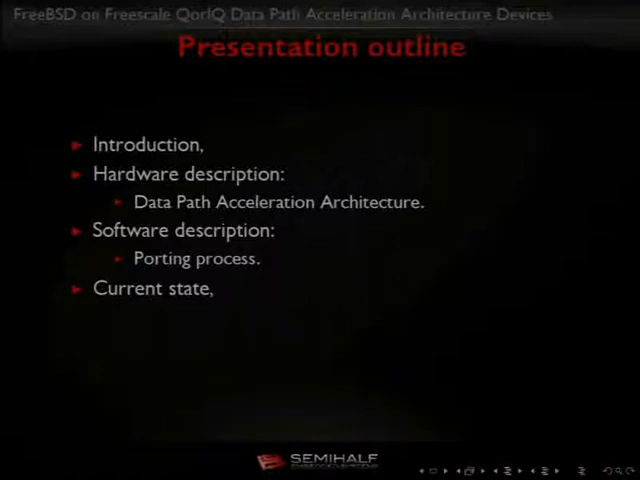 FreeBSD on Freescale QorIQ Data Path Acceleration Architecture Devices
Presentation outline
Introduction,
Hardware description:
Data Path Acceleration Architecture.
Software description:
Porting process.
Current state,
SEMIHALF